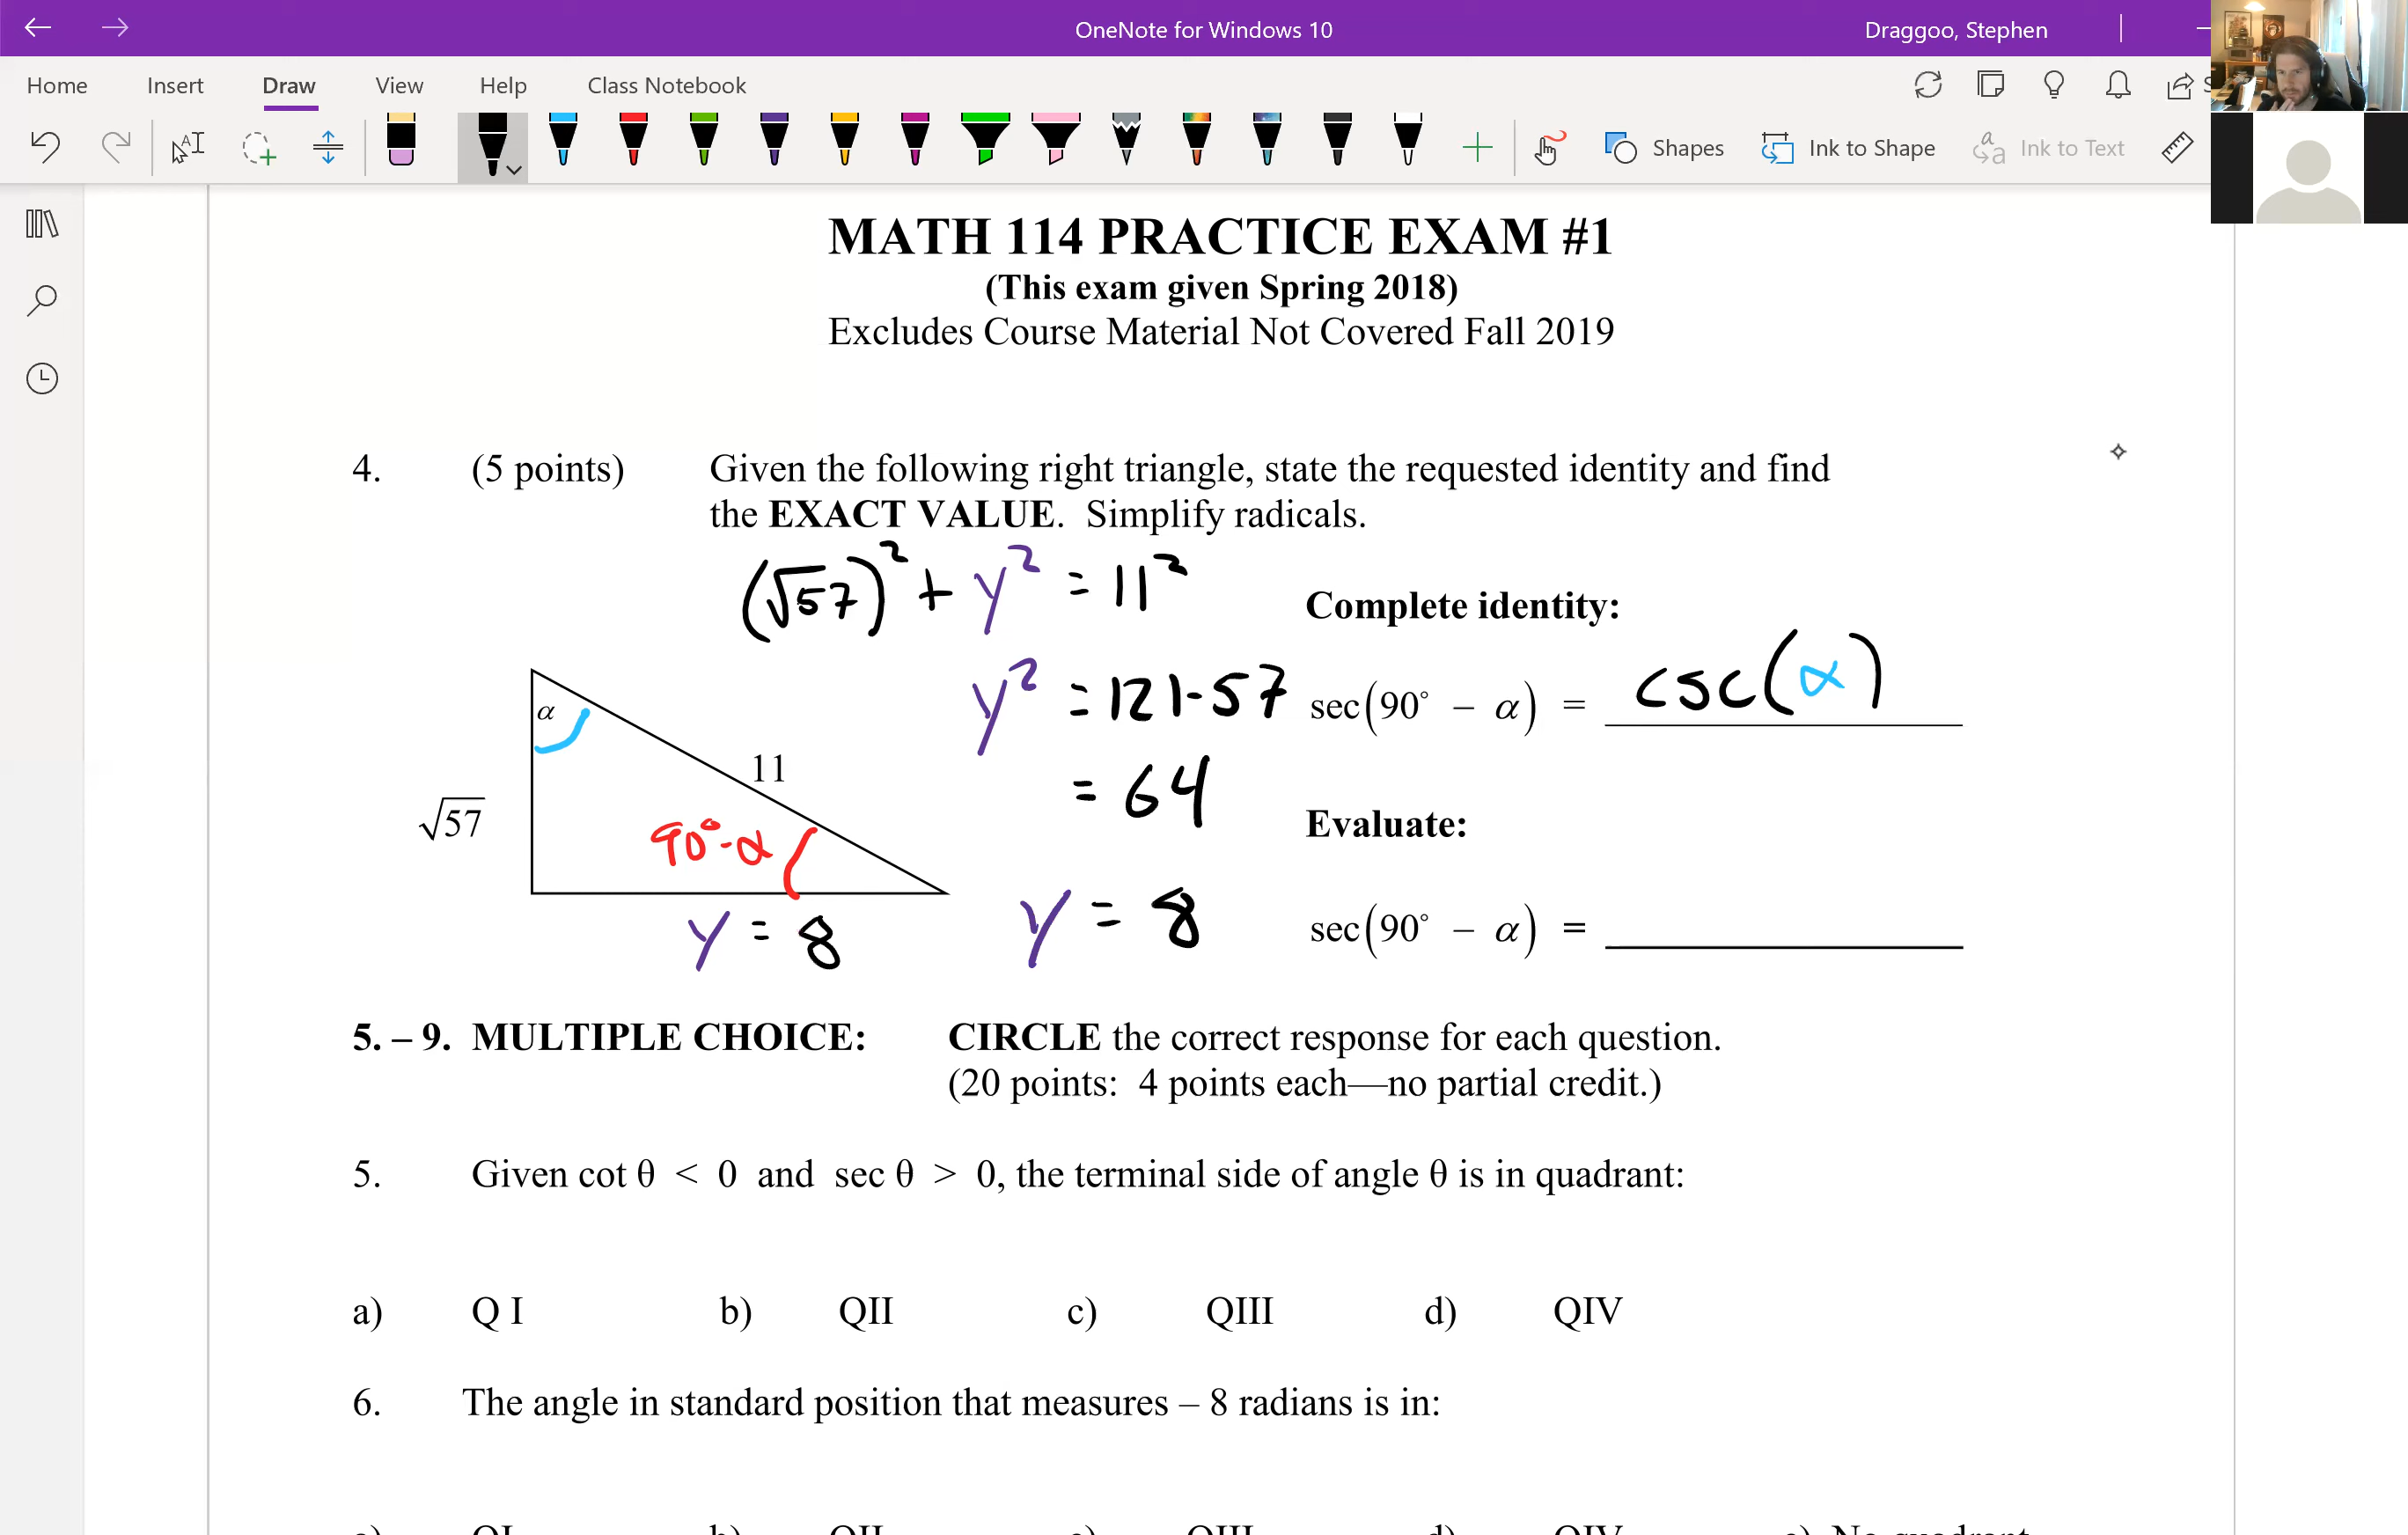 OneNote for Windows 10
Draggoo, Stephen
Home Insert Draw View Help Class Notebook
Shapes Ink to Shape Ink to Text
MATH 114 PRACTICE EXAM #1
(This exam given Spring 2018)
Excludes Course Material Not Covered Fall 2019
4. (5 points) Given the following right triangle, state the requested identity and find
the EXACT VALUE. Simplify radicals.
(√57)² + y² = 11²
Complete identity:
y² = 121-57
sec(90° – α) = csc(α)
= 64
α
11
√57
90°-α
Evaluate:
y = 8
y = 8
sec(90° – α) =
5. – 9. MULTIPLE CHOICE: CIRCLE the correct response for each question.
(20 points: 4 points each—no partial credit.)
5. Given cot θ < 0 and sec θ > 0, the terminal side of angle θ is in quadrant:
a) Q I b) QII c) QIII d) QIV
6. The angle in standard position that measures – 8 radians is in: